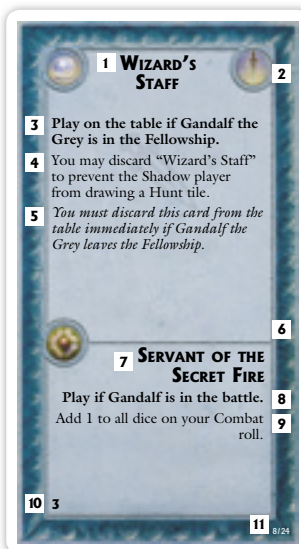 1 WIZARD'S
STAFF
2
3 Play on the table if Gandalf the
Grey is in the Fellowship.
4 You may discard “Wizard's Staff”
to prevent the Shadow player
from drawing a Hunt tile.
5 You must discard this card from the
table immediately if Gandalf the
Grey leaves the Fellowship.
6
7 SERVANT OF THE
SECRET FIRE
Play if Gandalf is in the battle. 8
Add 1 to all dice on your Combat 9
roll.
10 3
11 8/24